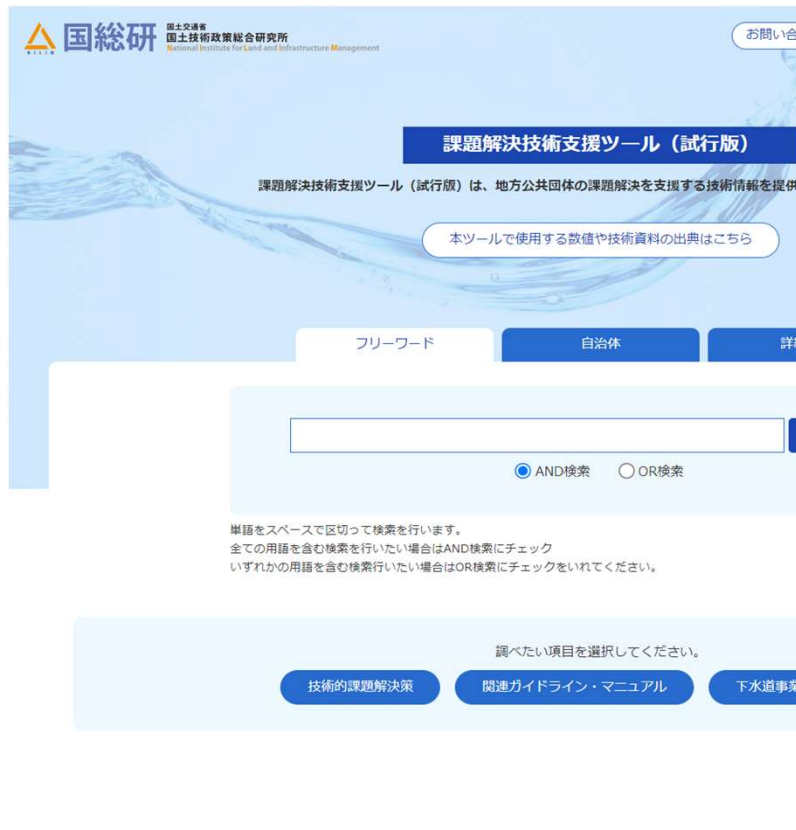 国総研
国土交通省
国土技術政策総合研究所
National Institute for Land and Infrastructure Management
NILIM
お問い合
課題解決技術支援ツール（試行版）
課題解決技術支援ツール（試行版）は、地方公共団体の課題解決を支援する技術情報を提供
本ツールで使用する数値や技術資料の出典はこちら
フリーワード
自治体
詳
AND検索
OR検索
単語をスペースで区切って検索を行います。
全ての用語を含む検索を行いたい場合はAND検索にチェック
いずれかの用語を含む検索行いたい場合はOR検索にチェックをいれてください。
調べたい項目を選択してください。
技術的課題解決策
関連ガイドライン・マニュアル
下水道事業